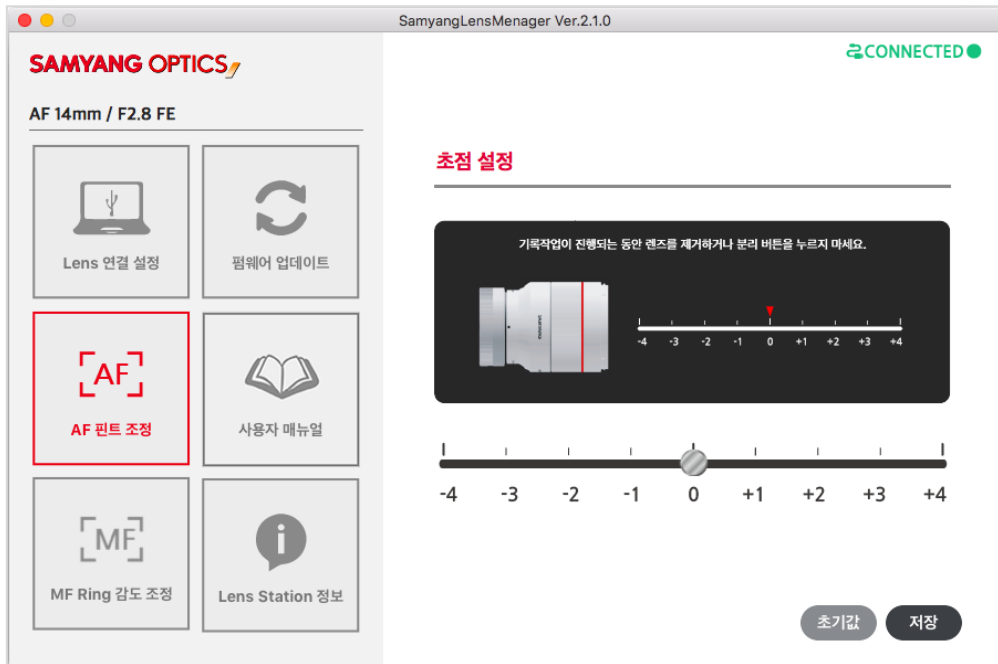 SamyangLensMenager Ver.2.1.0
SAMYANG OPTICS
CONNECTED
AF 14mm / F2.8 FE
Lens 연결 설정
펌웨어 업데이트
AF
AF 핀트 조정
사용자 매뉴얼
MF
MF Ring 감도 조정
i
Lens Station 정보
초점 설정
기록작업이 진행되는 동안 렌즈를 제거하거나 분리 버튼을 누르지 마세요.
SAMYANG
-4 -3 -2 -1 0 +1 +2 +3 +4
-4 -3 -2 -1 0 +1 +2 +3 +4
초기값 저장